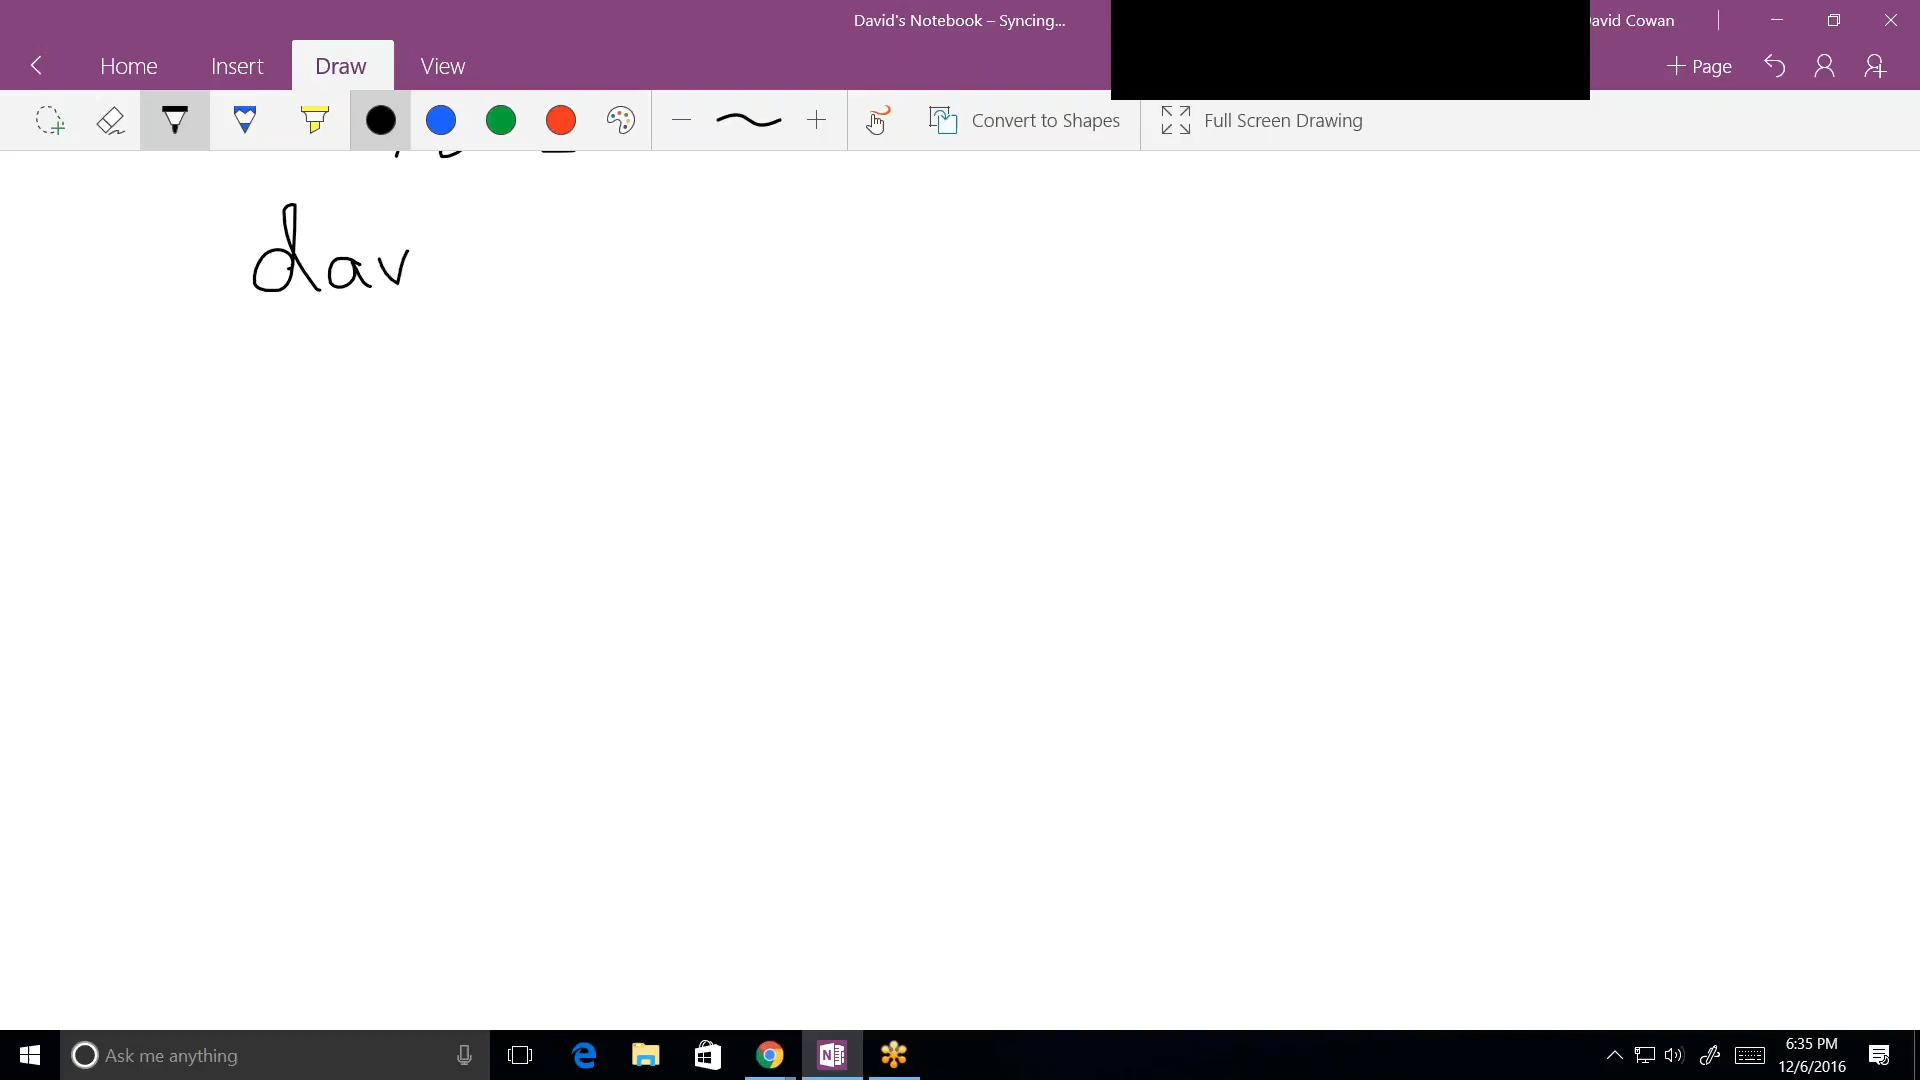 David's Notebook – Syncing...
avid Cowan
Home Insert Draw View
Page
Convert to Shapes
Full Screen Drawing
dav
Ask me anything
6:35 PM
12/6/2016